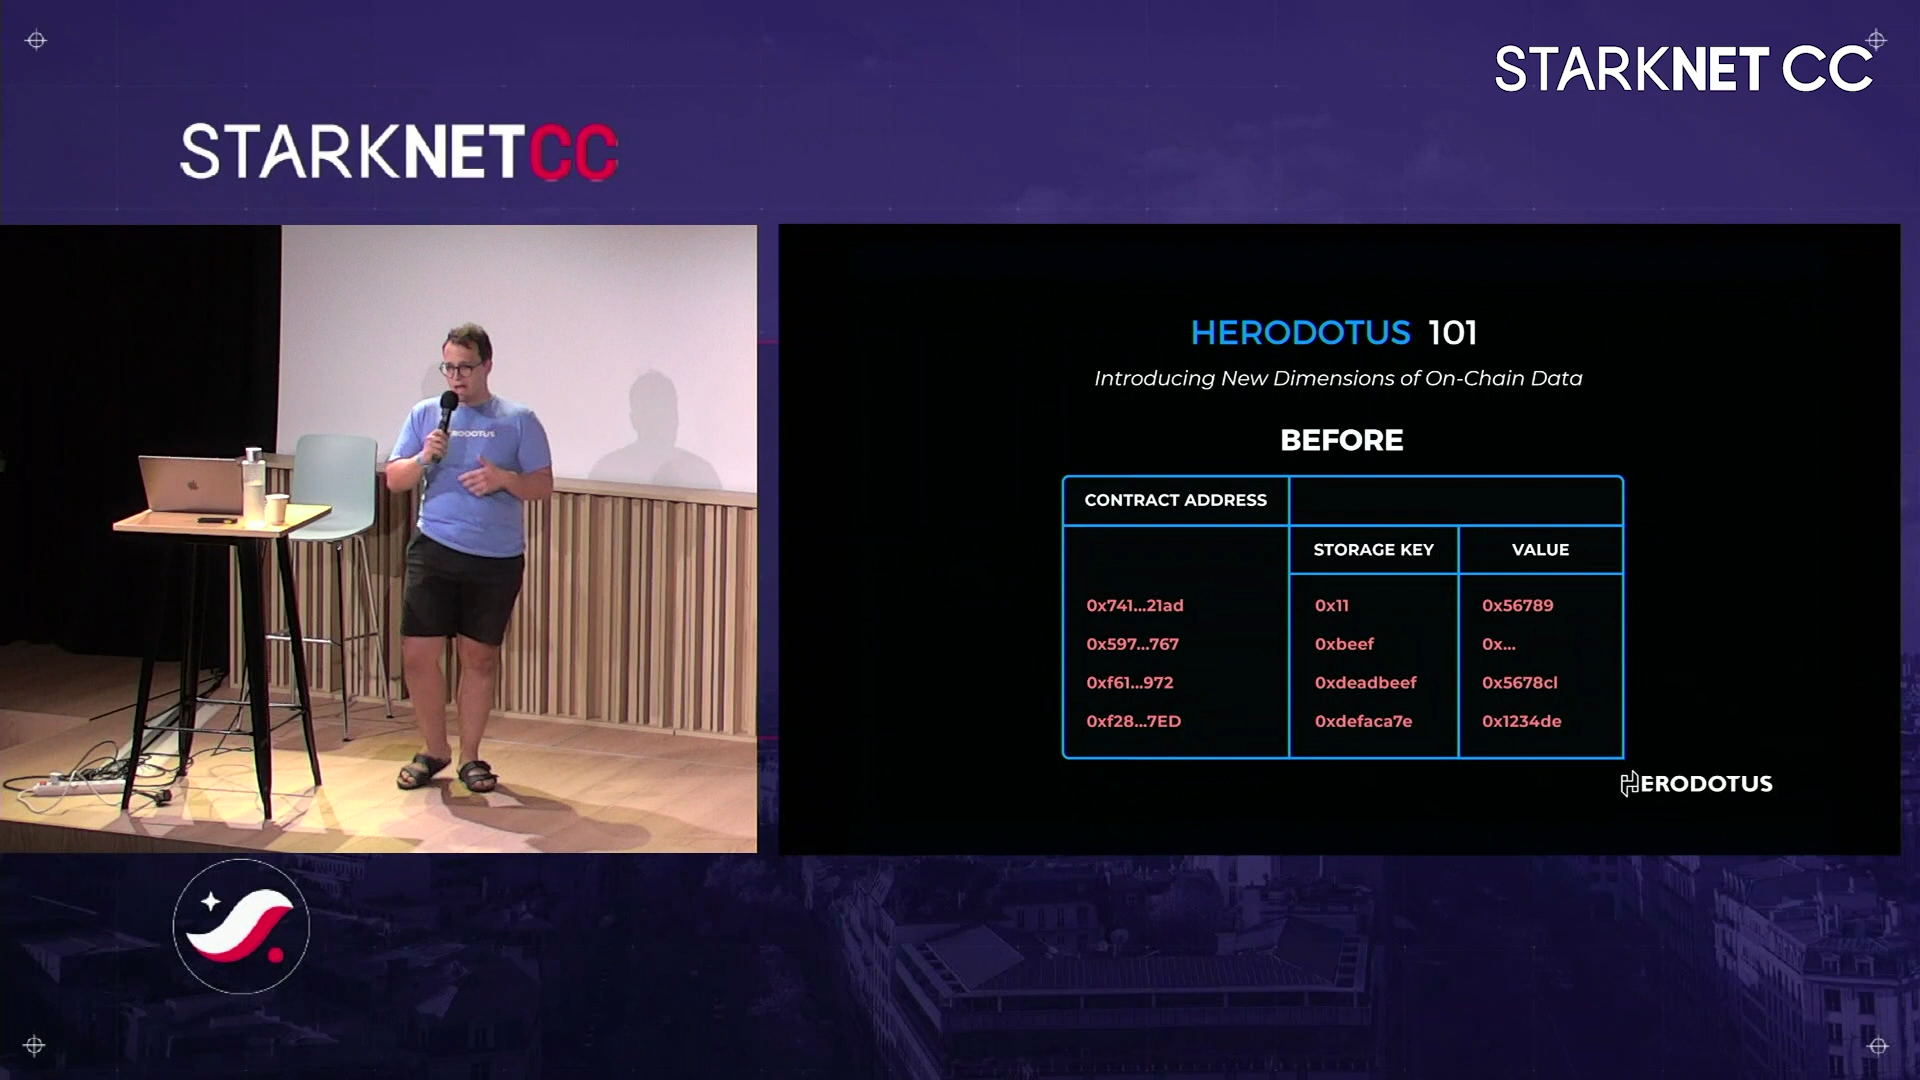 STARKNET CC
STARKNETCC
HERODOTUS 101
Introducing New Dimensions of On-Chain Data
BEFORE
CONTRACT ADDRESS
STORAGE KEY VALUE
0x741...21ad 0x11 0x56789
0x597...767 0xbeef 0x...
0xf61...972 0xdeadbeef 0x5678cl
0xf28...7ED 0xdefaca7e 0x1234de
HERODOTUS